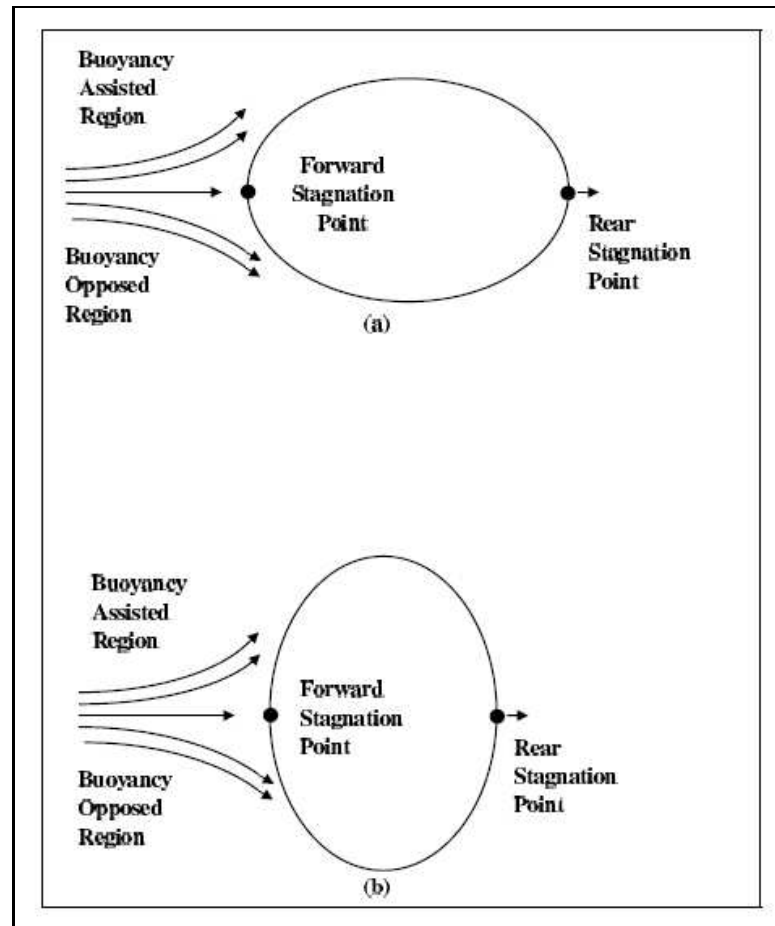 Buoyancy
Assisted
Region
Forward
Stagnation
Point
Rear
Stagnation
Point
Buoyancy
Opposed
Region
(a)
Buoyancy
Assisted
Region
Forward
Stagnation
Point
Rear
Stagnation
Point
Buoyancy
Opposed
Region
(b)